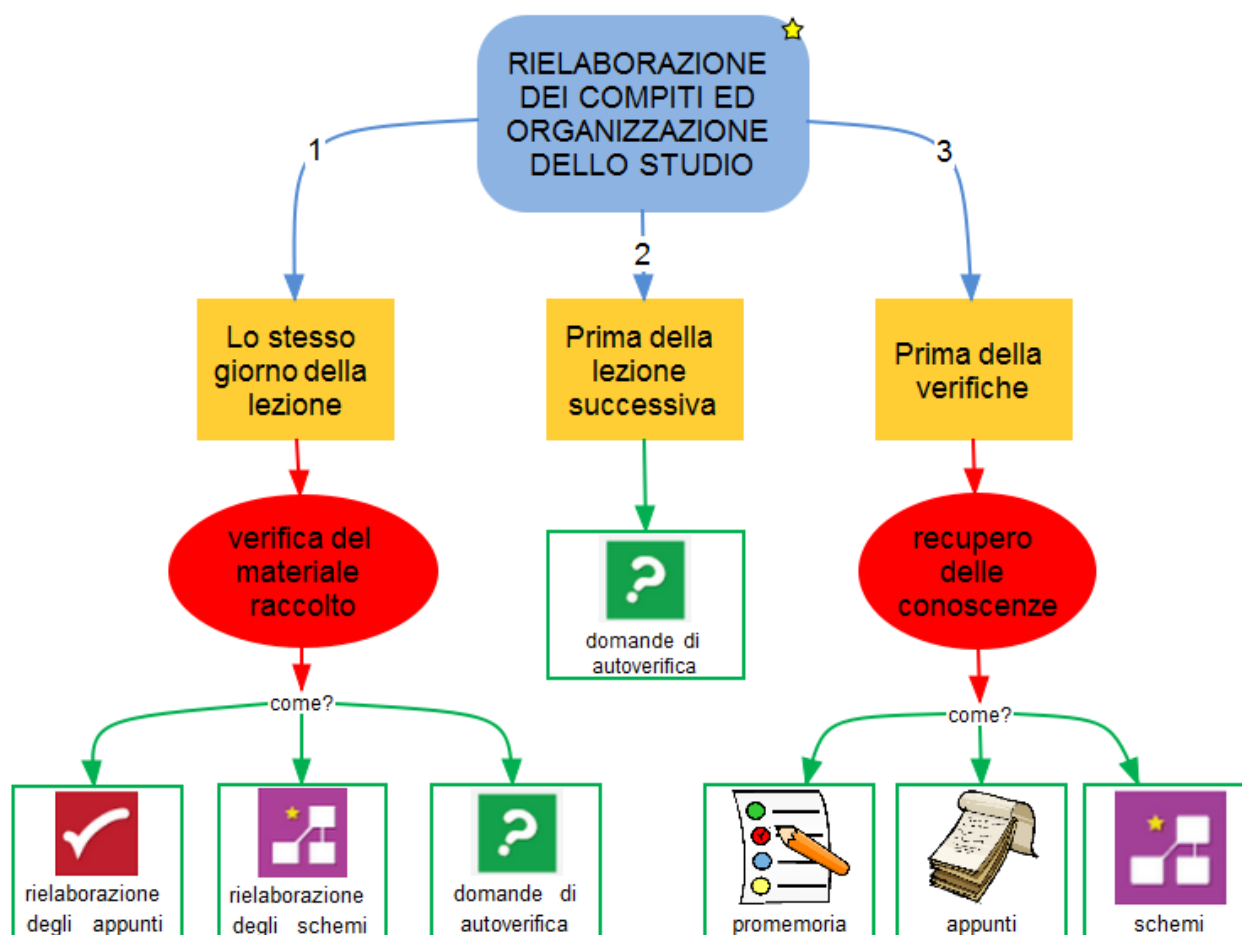 RIELABORAZIONE
DEI COMPITI ED
ORGANIZZAZIONE
DELLO STUDIO
1
2
3
Lo stesso
giorno della
lezione
Prima della
lezione
successiva
Prima della
verifiche
verifica del
materiale
raccolto
domande di
autoverifica
recupero
delle
conoscenze
come?
come?
rielaborazione
degli appunti
rielaborazione
degli schemi
domande di
autoverifica
promemoria
appunti
schemi